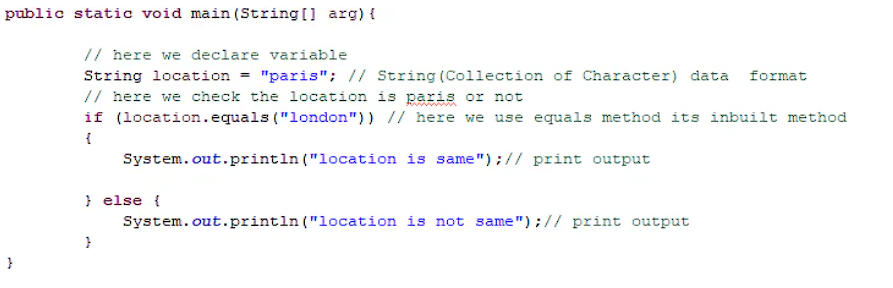 public static void main(String[] arg){
// here we declare variable
String location = "paris"; // String(Collection of Character) data  format
// here we check the location is paris or not
if (location.equals("london")) // here we use equals method its inbuilt method
{
System.out.println("location is same");// print output
} else {
System.out.println("location is not same");// print output
}
}